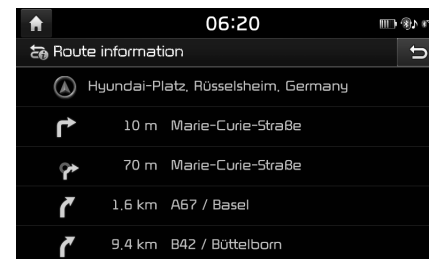 06:20
Route information
Hyundai-Platz, Rüsselsheim, Germany
10 m Marie-Curie-Straße
70 m Marie-Curie-Straße
1,6 km A67 / Basel
9,4 km B42 / Büttelborn